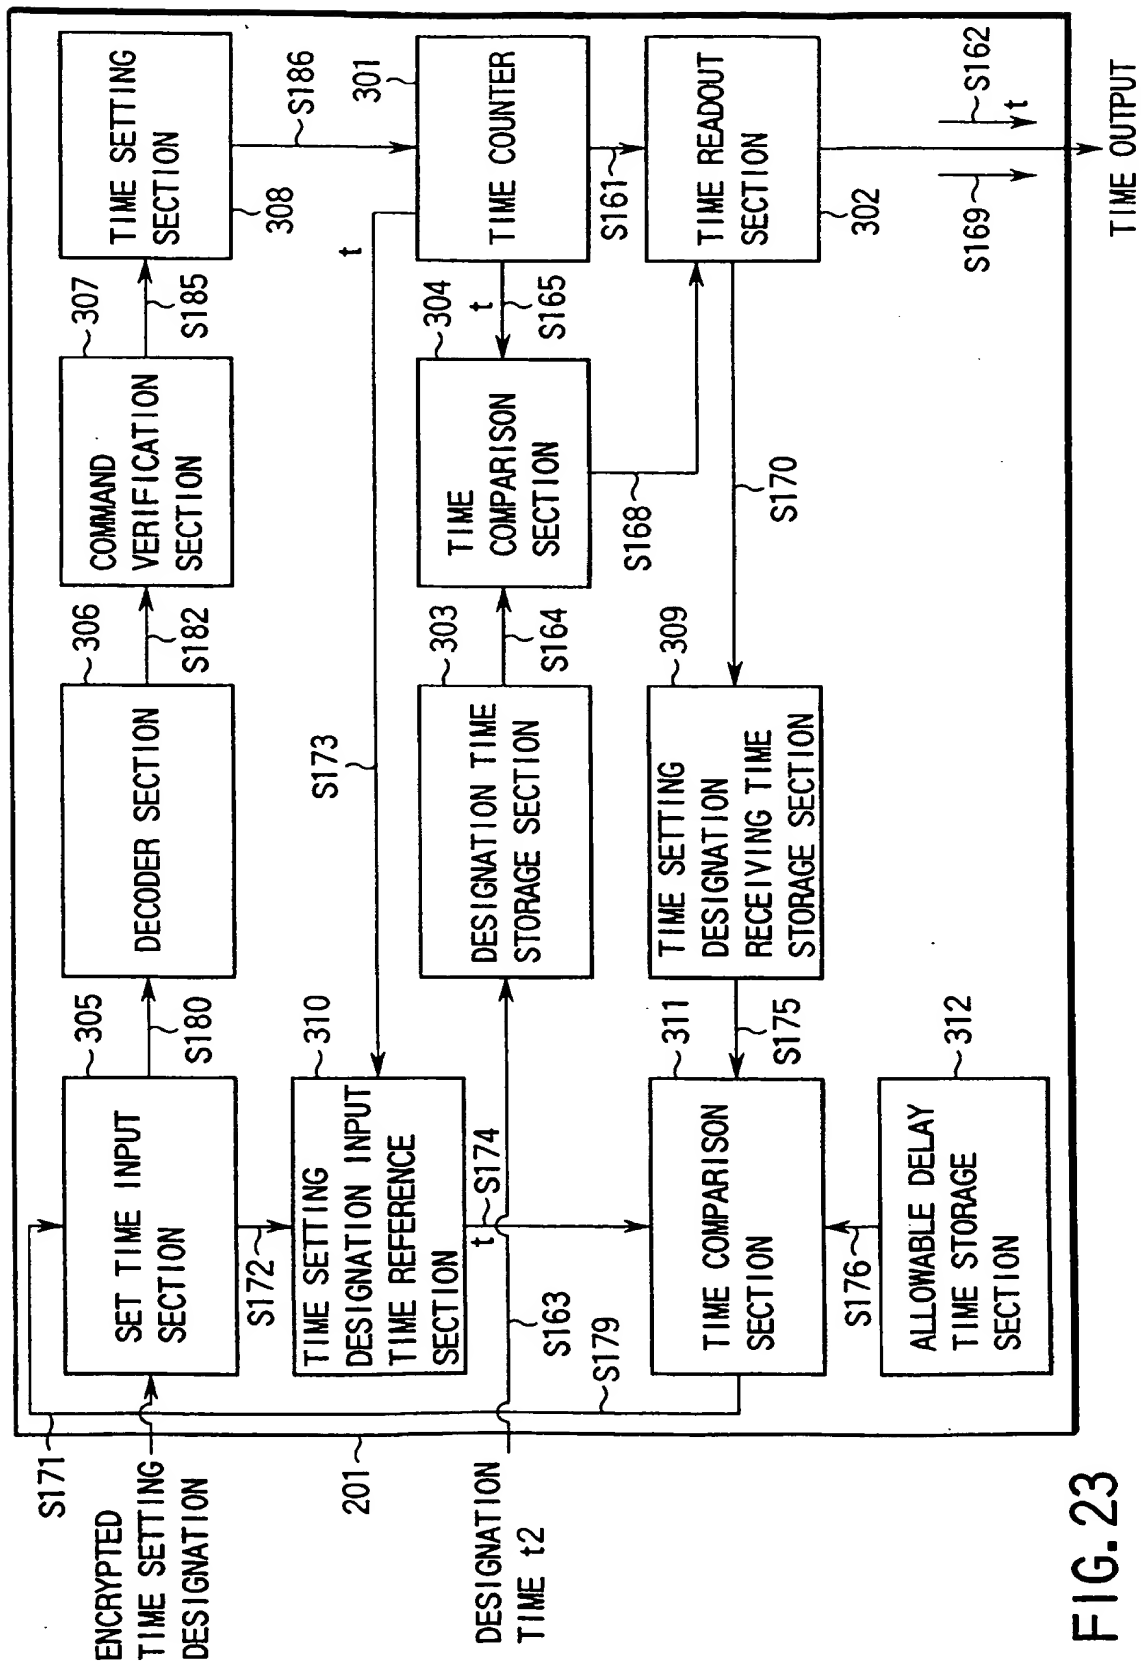 ENCRYPTED
TIME SETTING
DESIGNATION
S171
201
305
SET TIME INPUT
SECTION
S180
306
DECODER SECTION
S182
307
COMMAND
VERIFICATION
SECTION
S185
308
TIME SETTING
SECTION
S186
S172
310
TIME SETTING
DESIGNATION INPUT
TIME REFERENCE
SECTION
S173
t
301
TIME COUNTER
t
S174
DESIGNATION
TIME t2
S163
303
DESIGNATION TIME
STORAGE SECTION
S164
304
TIME
COMPARISON
SECTION
t
S165
S161
S168
S179
311
TIME COMPARISON
SECTION
S175
309
TIME SETTING
DESIGNATION
RECEIVING TIME
STORAGE SECTION
S170
TIME READOUT
SECTION
302
S176
312
ALLOWABLE DELAY
TIME STORAGE
SECTION
S169
t
S162
TIME OUTPUT
FIG. 23